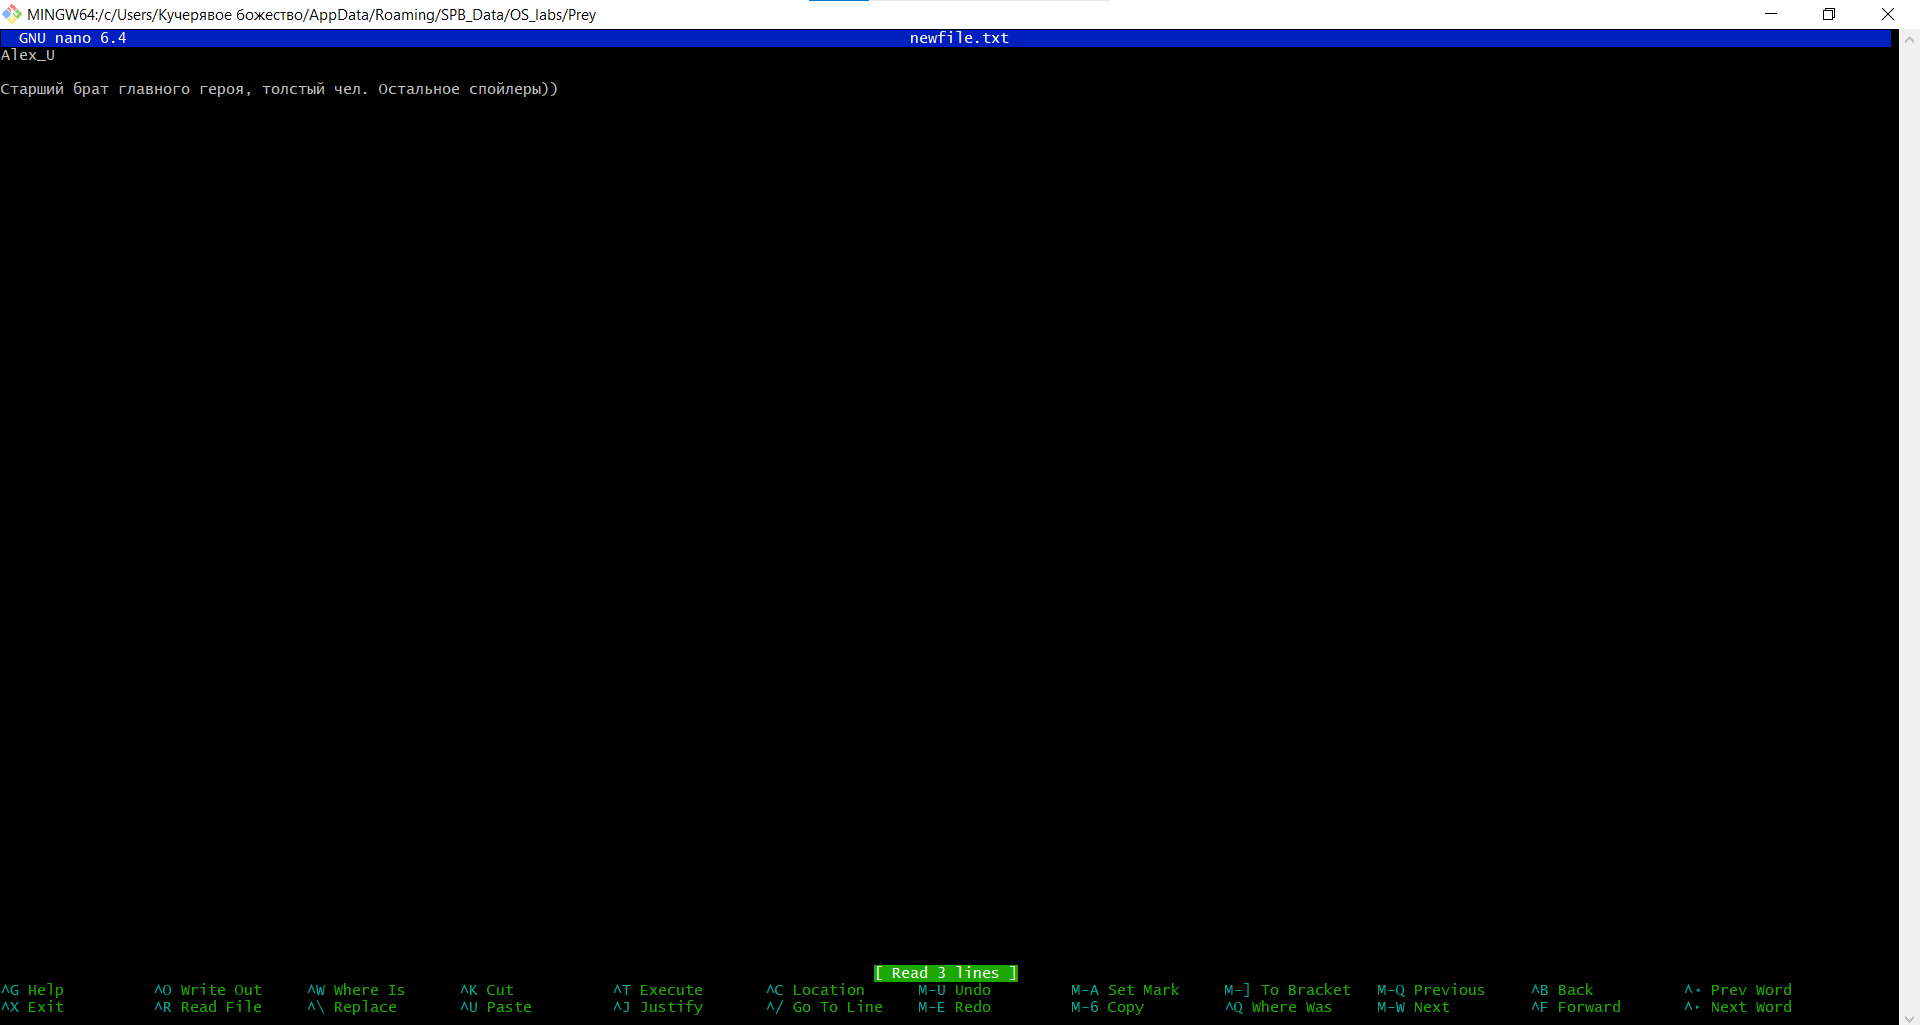 MINGW64:/c/Users/Кучерявое божество/AppData/Roaming/SPB_Data/OS_labs/Prey
GNU nano 6.4 newfile.txt
Alex_U
Старший брат главного героя, толстый чел. Остальное спойлеры))
[ Read 3 lines ]
^G Help ^O Write Out ^W Where Is ^K Cut ^T Execute ^C Location M-U Undo M-A Set Mark M-] To Bracket M-Q Previous ^B Back ^◂ Prev Word
^X Exit ^R Read File ^\ Replace ^U Paste ^J Justify ^/ Go To Line M-E Redo M-6 Copy ^Q Where Was M-W Next ^F Forward ^▸ Next Word